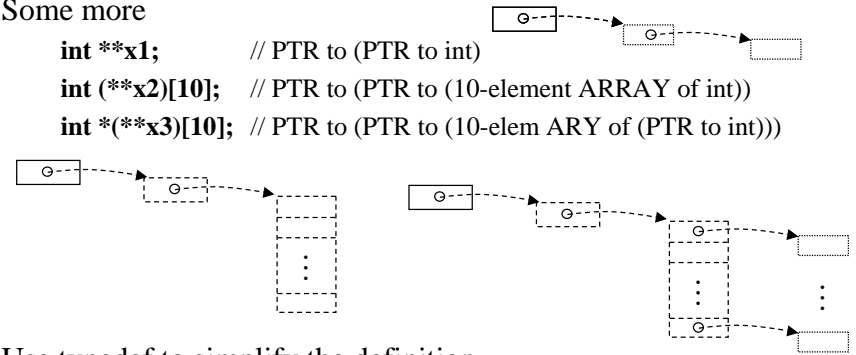 Some more
int **x1; // PTR to (PTR to int)
int (**x2)[10]; // PTR to (PTR to (10-element ARRAY of int))
int *(**x3)[10]; // PTR to (PTR to (10-elem ARY of (PTR to int)))
Use typedef to simplify the definition